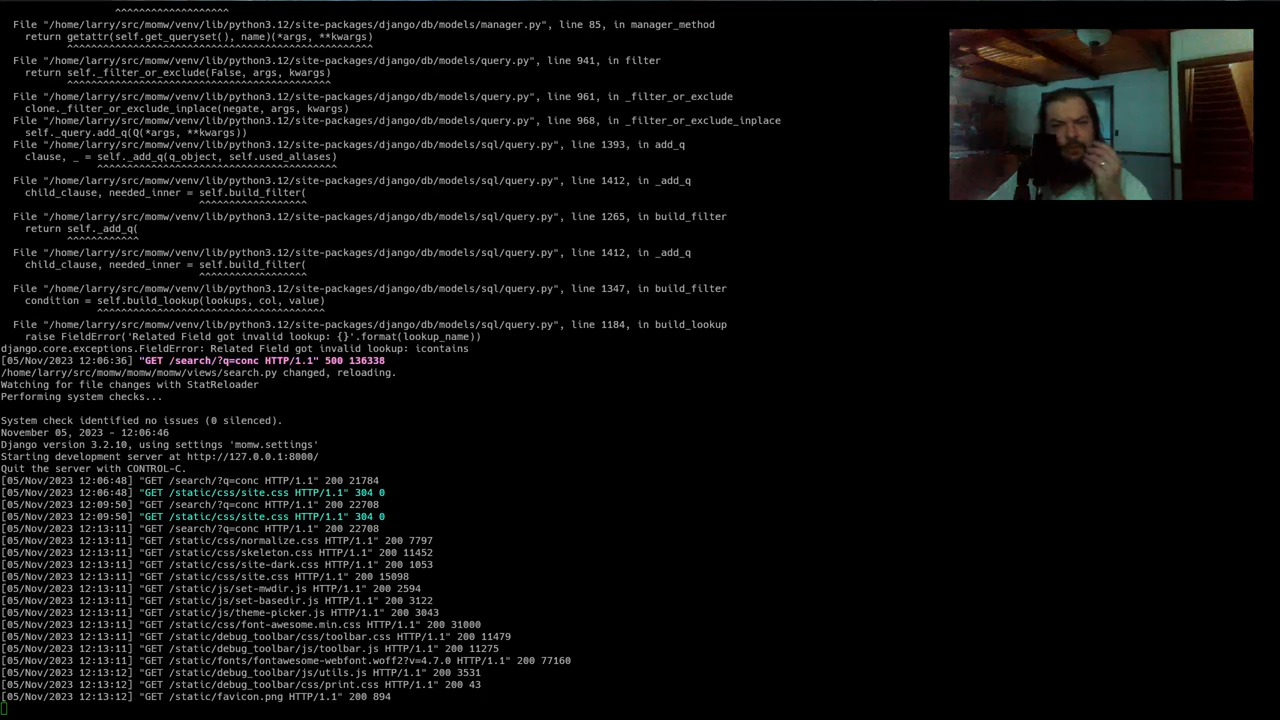 ^^^^^^^^^^^^^^^^^^^
File "/home/larry/src/momw/venv/lib/python3.12/site-packages/django/db/models/manager.py", line 85, in manager_method
return getattr(self.get_queryset(), name)(*args, **kwargs)
^^^^^^^^^^^^^^^^^^^^^^^^^^^^^^^^^^^^^^^^^^^^^^^^^^^
File "/home/larry/src/momw/venv/lib/python3.12/site-packages/django/db/models/query.py", line 941, in filter
return self._filter_or_exclude(False, args, kwargs)
^^^^^^^^^^^^^^^^^^^^^^^^^^^^^^^^^^^^^^^^^^^^
File "/home/larry/src/momw/venv/lib/python3.12/site-packages/django/db/models/query.py", line 961, in _filter_or_exclude
clone._filter_or_exclude_inplace(negate, args, kwargs)
File "/home/larry/src/momw/venv/lib/python3.12/site-packages/django/db/models/query.py", line 968, in _filter_or_exclude_inplace
self._query.add_q(Q(*args, **kwargs))
File "/home/larry/src/momw/venv/lib/python3.12/site-packages/django/db/models/sql/query.py", line 1393, in add_q
clause, _ = self._add_q(q_object, self.used_aliases)
^^^^^^^^^^^^^^^^^^^^^^^^^^^^^^^^^^^^^^^^
File "/home/larry/src/momw/venv/lib/python3.12/site-packages/django/db/models/sql/query.py", line 1412, in _add_q
child_clause, needed_inner = self.build_filter(
^^^^^^^^^^^^^^^^^^
File "/home/larry/src/momw/venv/lib/python3.12/site-packages/django/db/models/sql/query.py", line 1265, in build_filter
return self._add_q(
^^^^^^^^^^^^
File "/home/larry/src/momw/venv/lib/python3.12/site-packages/django/db/models/sql/query.py", line 1412, in _add_q
child_clause, needed_inner = self.build_filter(
^^^^^^^^^^^^^^^^^^
File "/home/larry/src/momw/venv/lib/python3.12/site-packages/django/db/models/sql/query.py", line 1347, in build_filter
condition = self.build_lookup(lookups, col, value)
^^^^^^^^^^^^^^^^^^^^^^^^^^^^^^^^^^^^^^
File "/home/larry/src/momw/venv/lib/python3.12/site-packages/django/db/models/sql/query.py", line 1184, in build_lookup
raise FieldError('Related Field got invalid lookup: {}'.format(lookup_name))
django.core.exceptions.FieldError: Related Field got invalid lookup: icontains
[05/Nov/2023 12:06:36] "GET /search/?q=conc HTTP/1.1" 500 136338
/home/larry/src/momw/momw/momw/views/search.py changed, reloading.
Watching for file changes with StatReloader
Performing system checks...
System check identified no issues (0 silenced).
November 05, 2023 - 12:06:46
Django version 3.2.10, using settings 'momw.settings'
Starting development server at http://127.0.0.1:8000/
Quit the server with CONTROL-C.
[05/Nov/2023 12:06:48] "GET /search/?q=conc HTTP/1.1" 200 21784
[05/Nov/2023 12:06:48] "GET /static/css/site.css HTTP/1.1" 304 0
[05/Nov/2023 12:09:50] "GET /search/?q=conc HTTP/1.1" 200 22708
[05/Nov/2023 12:09:50] "GET /static/css/site.css HTTP/1.1" 304 0
[05/Nov/2023 12:13:11] "GET /search/?q=conc HTTP/1.1" 200 22708
[05/Nov/2023 12:13:11] "GET /static/css/normalize.css HTTP/1.1" 200 7797
[05/Nov/2023 12:13:11] "GET /static/css/skeleton.css HTTP/1.1" 200 11452
[05/Nov/2023 12:13:11] "GET /static/css/site-dark.css HTTP/1.1" 200 1053
[05/Nov/2023 12:13:11] "GET /static/css/site.css HTTP/1.1" 200 15098
[05/Nov/2023 12:13:11] "GET /static/js/set-mwdir.js HTTP/1.1" 200 2594
[05/Nov/2023 12:13:11] "GET /static/js/set-basedir.js HTTP/1.1" 200 3122
[05/Nov/2023 12:13:11] "GET /static/js/theme-picker.js HTTP/1.1" 200 3043
[05/Nov/2023 12:13:11] "GET /static/css/font-awesome.min.css HTTP/1.1" 200 31000
[05/Nov/2023 12:13:11] "GET /static/debug_toolbar/css/toolbar.css HTTP/1.1" 200 11479
[05/Nov/2023 12:13:11] "GET /static/debug_toolbar/js/toolbar.js HTTP/1.1" 200 11275
[05/Nov/2023 12:13:11] "GET /static/fonts/fontawesome-webfont.woff2?v=4.7.0 HTTP/1.1" 200 77160
[05/Nov/2023 12:13:12] "GET /static/debug_toolbar/js/utils.js HTTP/1.1" 200 3531
[05/Nov/2023 12:13:12] "GET /static/debug_toolbar/css/print.css HTTP/1.1" 200 43
[05/Nov/2023 12:13:12] "GET /static/favicon.png HTTP/1.1" 200 894